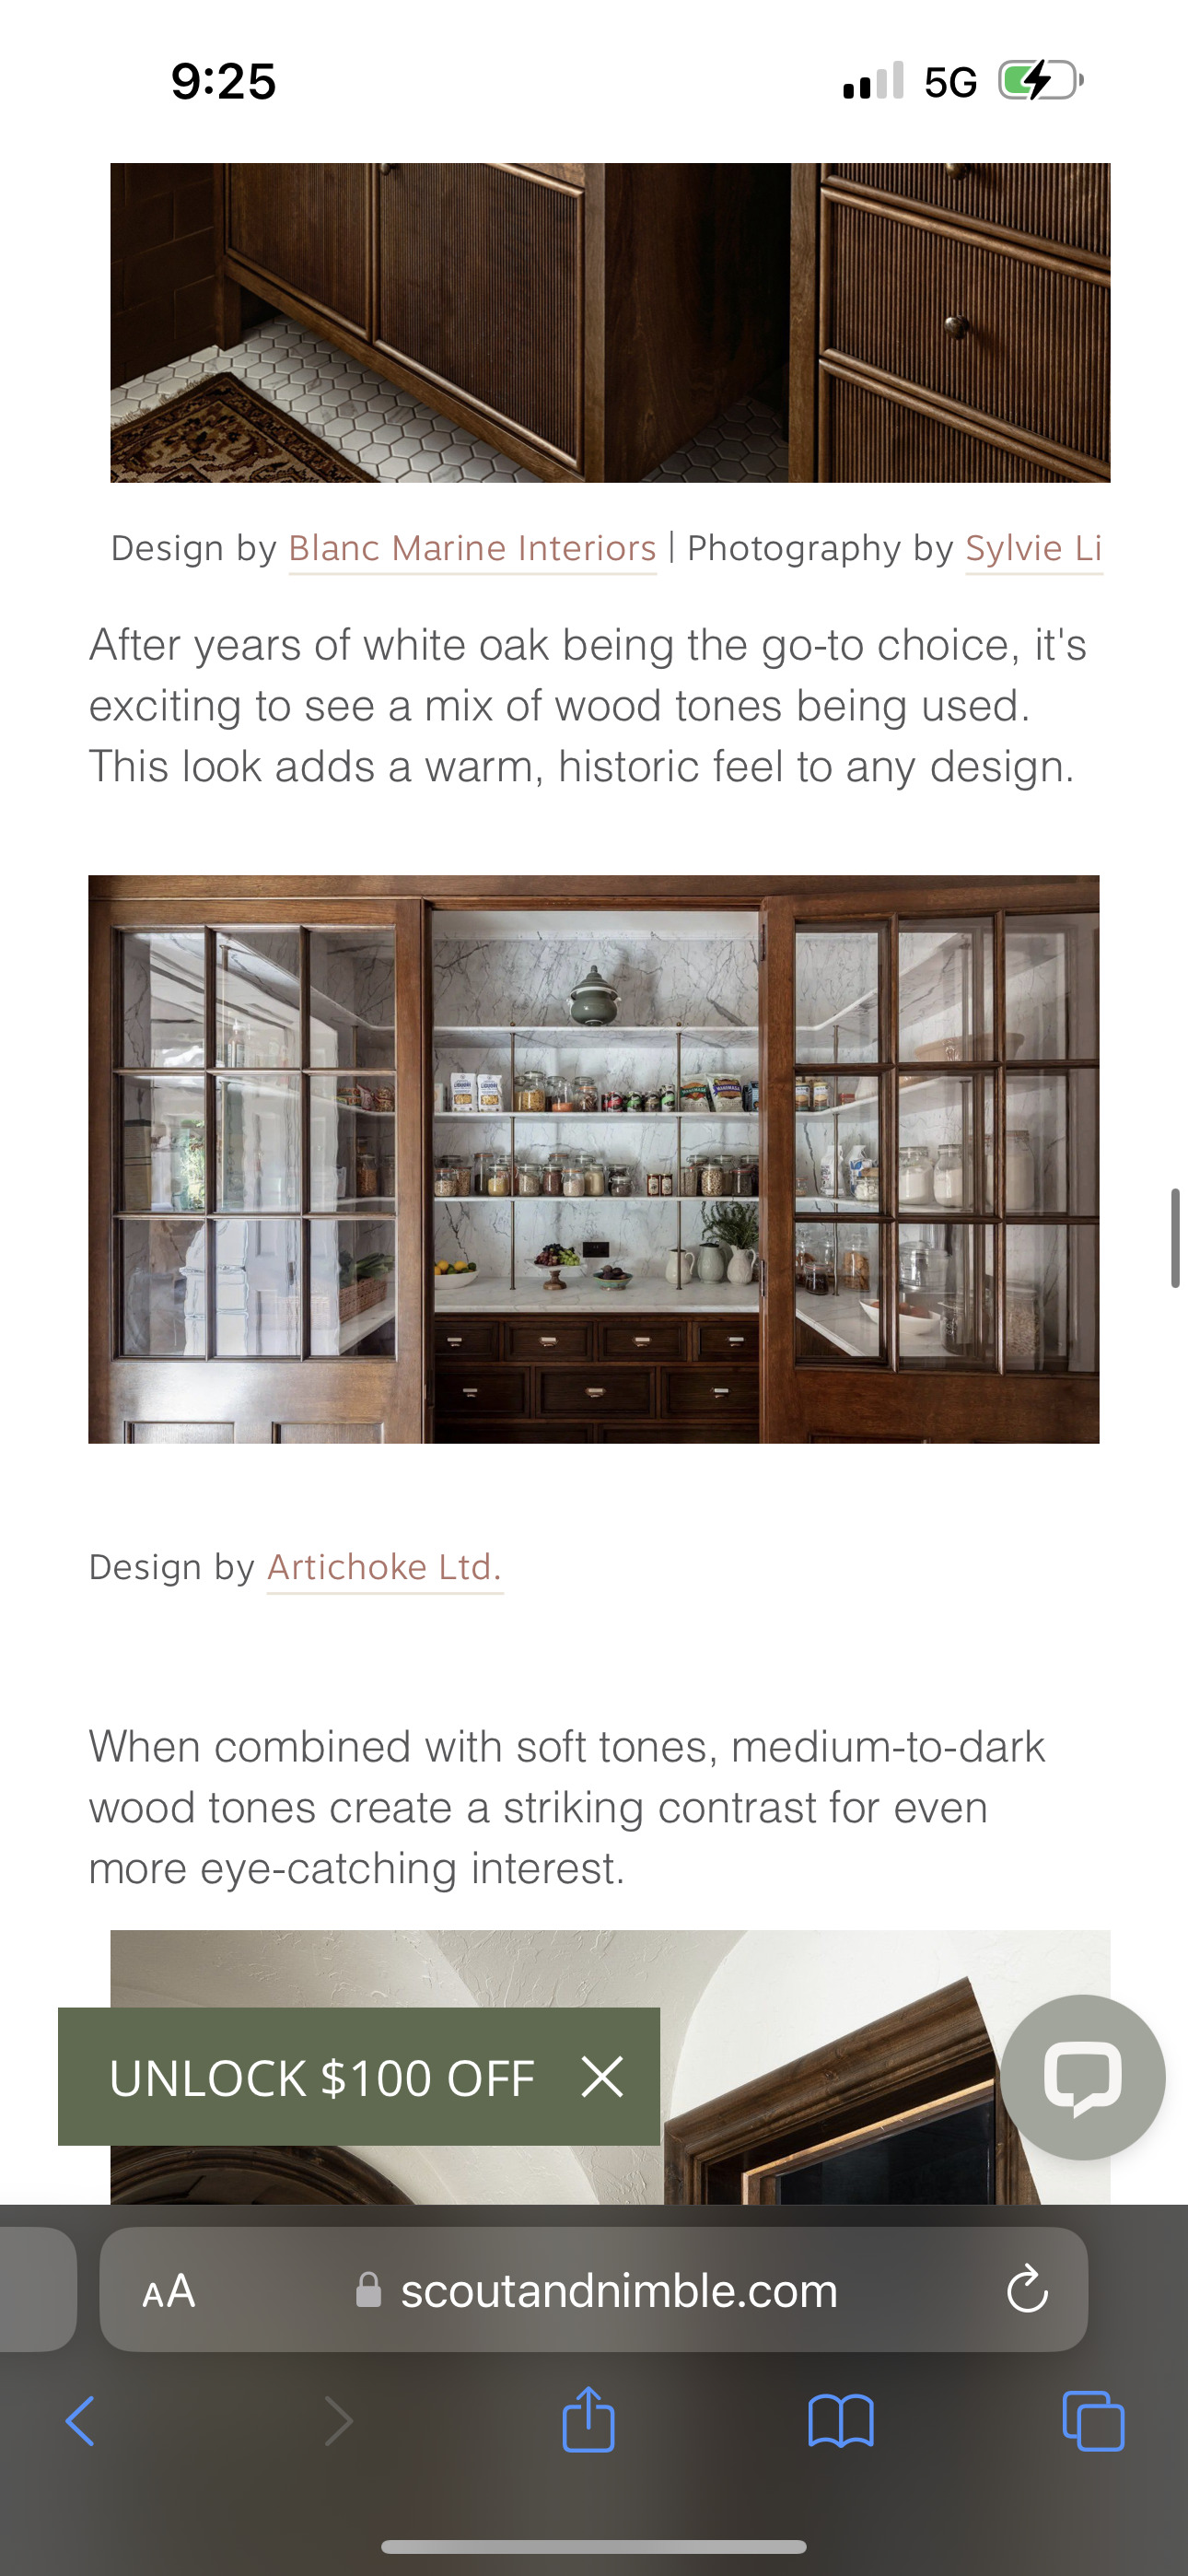 9:25
5G
Design by Blanc Marine Interiors | Photography by Sylvie Li
After years of white oak being the go-to choice, it's
exciting to see a mix of wood tones being used.
This look adds a warm, historic feel to any design.
Design by Artichoke Ltd.
When combined with soft tones, medium-to-dark
wood tones create a striking contrast for even
more eye-catching interest.
UNLOCK $100 OFF
AA
scoutandnimble.com